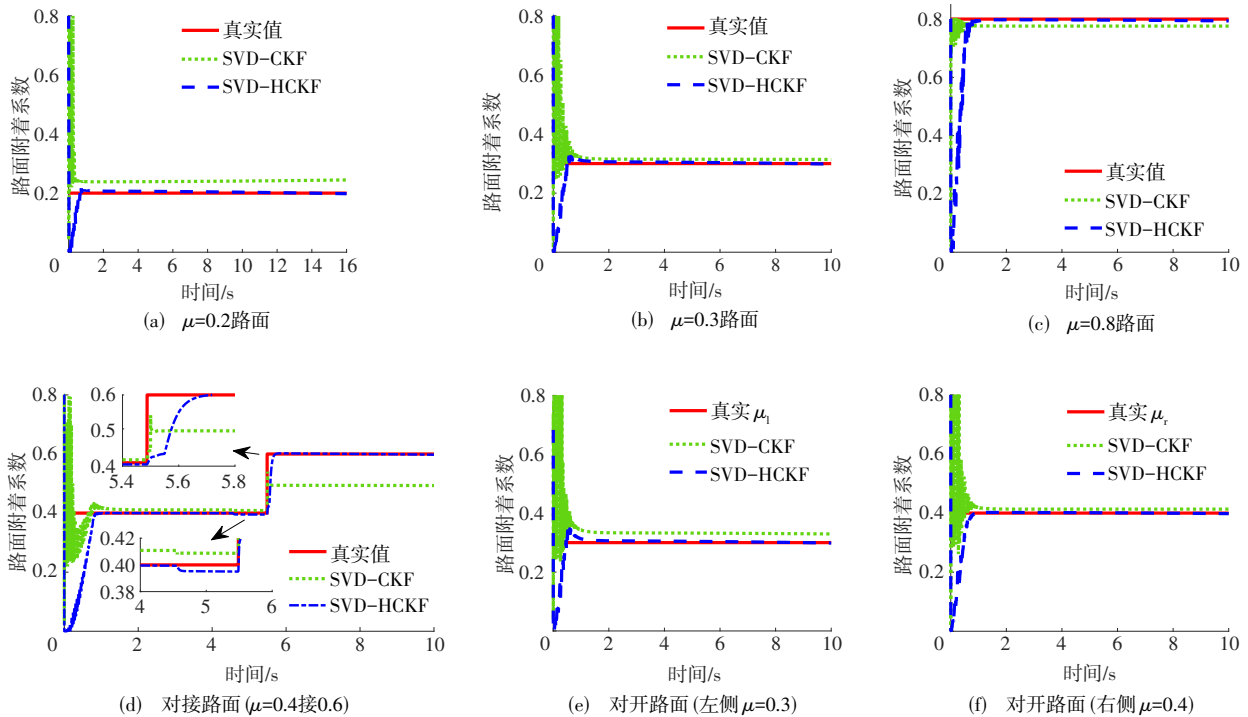 0.8
0.6
0.4
0.2
0
2
4
6
8
10
12
14
16
路面附着系数
时间/s
真实值
SVD-CKF
SVD-HCKF
(a) μ=0.2路面
0.8
0.6
0.4
0.2
0
2
4
6
8
10
路面附着系数
时间/s
真实值
SVD-CKF
SVD-HCKF
(b) μ=0.3路面
0.8
0.6
0.4
0.2
0
2
4
6
8
10
路面附着系数
时间/s
真实值
SVD-CKF
SVD-HCKF
(c) μ=0.8路面
0.8
0.6
0.4
0.2
0
2
4
6
8
10
路面附着系数
时间/s
0.6
0.5
0.4
5.4
5.6
5.8
0.42
0.40
0.38
4
5
6
真实值
SVD-CKF
SVD-HCKF
(d) 对接路面(μ=0.4接0.6)
0.8
0.6
0.4
0.2
0
2
4
6
8
10
路面附着系数
时间/s
真实μl
SVD-CKF
SVD-HCKF
(e) 对开路面(左侧μ=0.3)
0.8
0.6
0.4
0.2
0
2
4
6
8
10
路面附着系数
时间/s
真实μr
SVD-CKF
SVD-HCKF
(f) 对开路面(右侧μ=0.4)